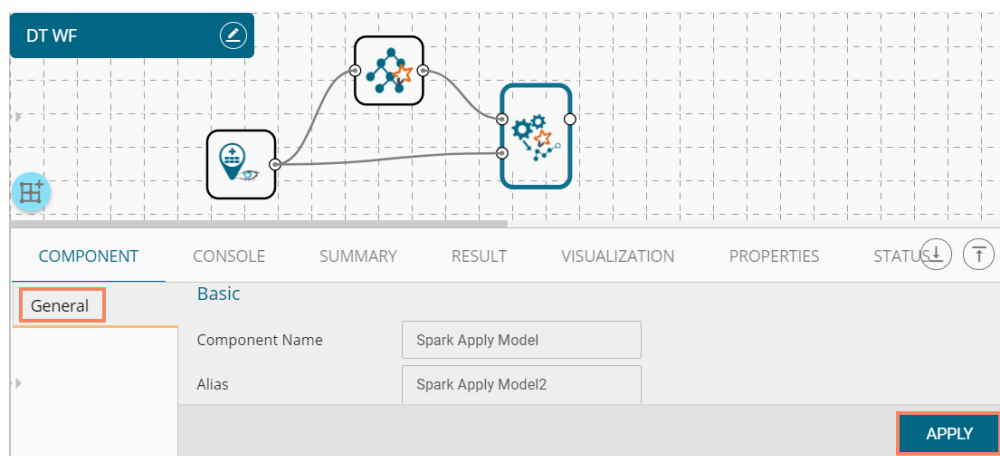 DT WF
COMPONENT CONSOLE SUMMARY RESULT VISUALIZATION PROPERTIES STATUS
General
Basic
Component Name Spark Apply Model
Alias Spark Apply Model2
APPLY